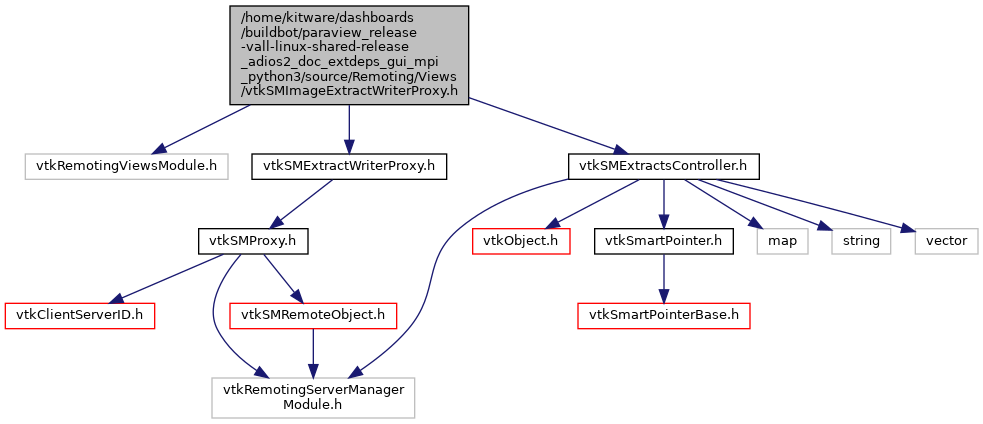 /home/kitware/dashboards
/buildbot/paraview_release
-vall-linux-shared-release
_adios2_doc_extdeps_gui_mpi
_python3/source/Remoting/Views
/vtkSMImageExtractWriterProxy.h
vtkRemotingViewsModule.h
vtkSMExtractWriterProxy.h
vtkSMExtractsController.h
vtkSMProxy.h
vtkObject.h
vtkSmartPointer.h
map
string
vector
vtkClientServerID.h
vtkSMRemoteObject.h
vtkSmartPointerBase.h
vtkRemotingServerManager
Module.h